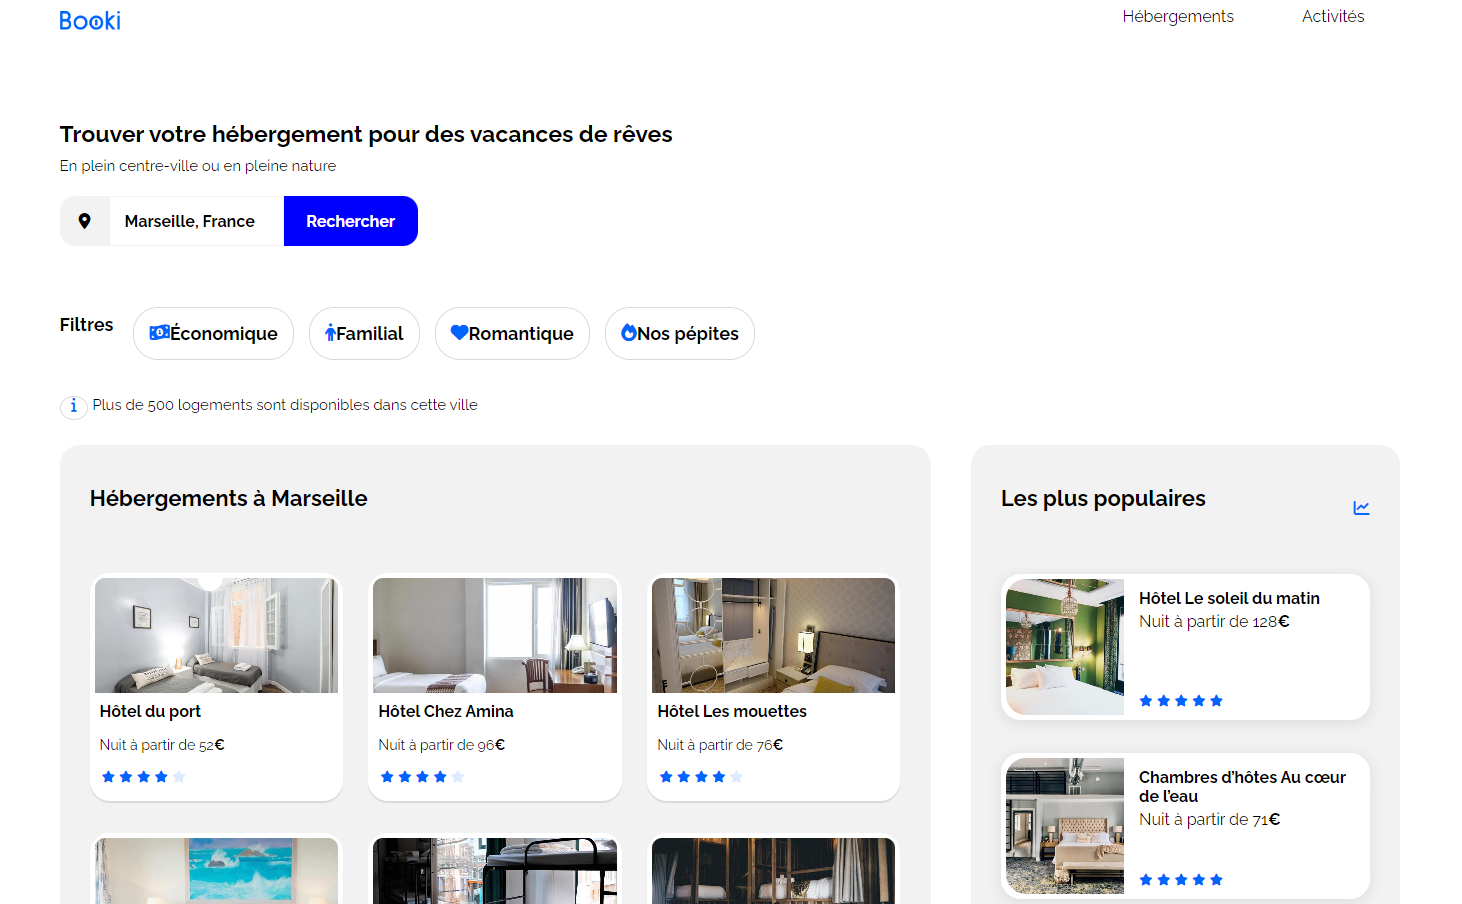 Booki
Hébergements
Activités
Trouver votre hébergement pour des vacances de rêves
En plein centre-ville ou en pleine nature
Marseille, France
Rechercher
Filtres
Économique
Familial
Romantique
Nos pépites
Plus de 500 logements sont disponibles dans cette ville
Hébergements à Marseille
Hôtel du port
Nuit à partir de 52€
Hôtel Chez Amina
Nuit à partir de 96€
Hôtel Les mouettes
Nuit à partir de 76€
Les plus populaires
Hôtel Le soleil du matin
Nuit à partir de 128€
Chambres d'hôtes Au cœur
de l'eau
Nuit à partir de 71€